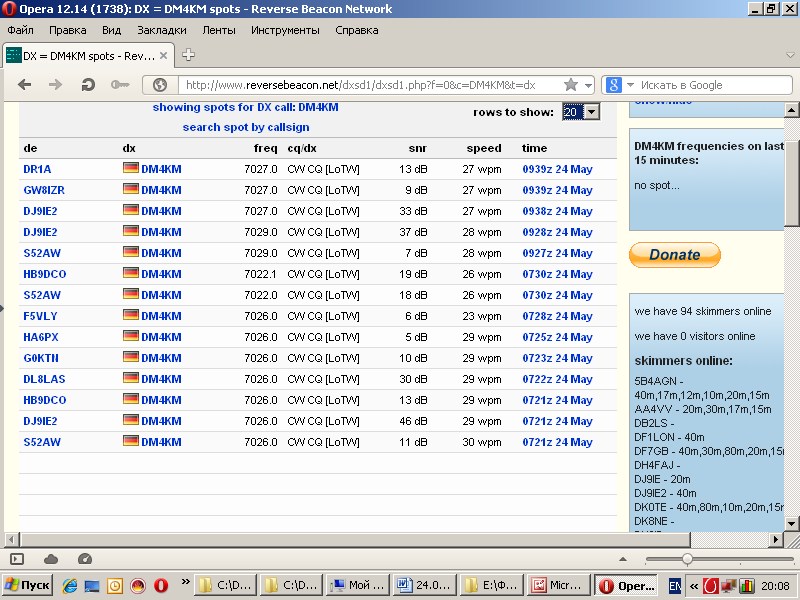 Opera 12.14 (1738): DX = DM4KM spots - Reverse Beacon Network
Файл Правка Вид Закладки Ленты Инструменты Справка
DX = DM4KM spots - Rev...
http://www.reversebeacon.net/dxsd1/dxsd1.php?f=0&c=DM4KM&t=dx Искать в Google
showing spots for DX call: DM4KM rows to show: 20
search spot by callsign
de dx freq cq/dx snr speed time
DR1A DM4KM 7027.0 CW CQ [LoTW] 13 dB 27 wpm 0939z 24 May
GW8IZR DM4KM 7027.0 CW CQ [LoTW] 9 dB 27 wpm 0939z 24 May
DJ9IE2 DM4KM 7027.0 CW CQ [LoTW] 33 dB 27 wpm 0938z 24 May
DJ9IE2 DM4KM 7029.0 CW CQ [LoTW] 37 dB 28 wpm 0928z 24 May
S52AW DM4KM 7029.0 CW CQ [LoTW] 7 dB 28 wpm 0927z 24 May
HB9DCO DM4KM 7022.1 CW CQ [LoTW] 19 dB 26 wpm 0730z 24 May
S52AW DM4KM 7022.0 CW CQ [LoTW] 18 dB 26 wpm 0730z 24 May
F5VLY DM4KM 7026.0 CW CQ [LoTW] 6 dB 23 wpm 0728z 24 May
HA6PX DM4KM 7026.0 CW CQ [LoTW] 5 dB 29 wpm 0725z 24 May
G0KTN DM4KM 7026.0 CW CQ [LoTW] 10 dB 29 wpm 0723z 24 May
DL8LAS DM4KM 7026.0 CW CQ [LoTW] 30 dB 29 wpm 0722z 24 May
HB9DCO DM4KM 7026.0 CW CQ [LoTW] 13 dB 29 wpm 0721z 24 May
DJ9IE2 DM4KM 7026.0 CW CQ [LoTW] 46 dB 29 wpm 0721z 24 May
S52AW DM4KM 7026.0 CW CQ [LoTW] 11 dB 30 wpm 0721z 24 May
DM4KM frequencies on last
15 minutes:
no spot...
Donate
we have 94 skimmers online
we have 0 visitors online
skimmers online:
5B4AGN -
40m,17m,12m,10m,20m,15m
AA4VV - 20m,30m,17m,15m
DB2LS -
DF1LON - 40m
DF7GB - 40m,30m,80m,20m,15m
DH4FAJ -
DJ9IE - 20m
DJ9IE2 - 40m
DK0TE - 40m,80m,10m,20m,15m
DK8NE -
Пуск » C:\D... C:\D... Мой ... 24.0... E:\Ф... Micr... Oper... EN « 20:08